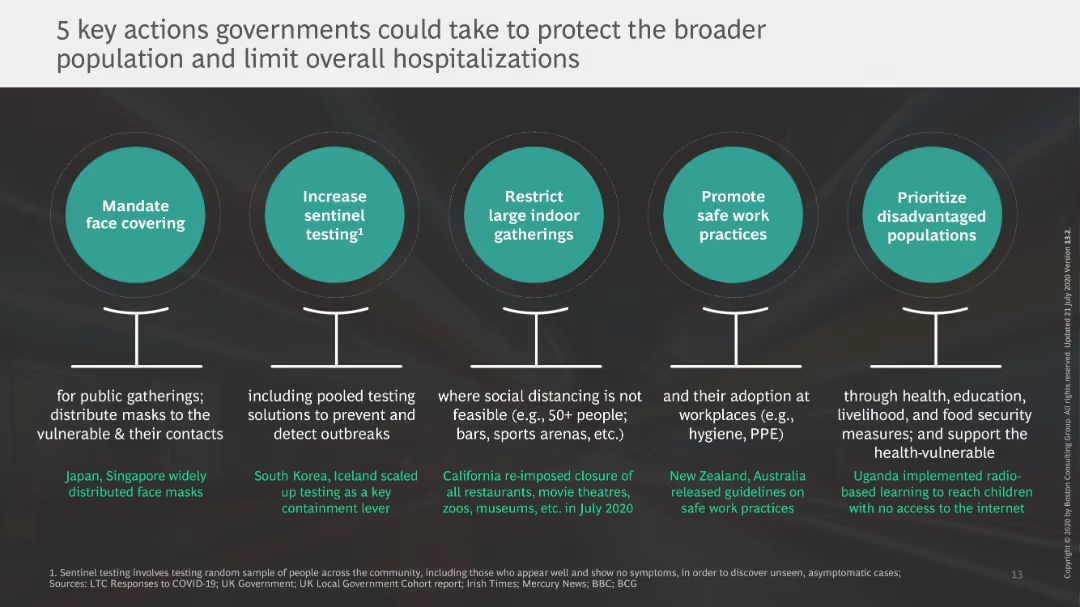 5 key actions governments could take to protect the broader
population and limit overall hospitalizations
Mandate
face covering
for public gatherings;
distribute masks to the
vulnerable & their contacts
Japan, Singapore widely
distributed face masks
Increase
sentinel
testing¹
including pooled testing
solutions to prevent and
detect outbreaks
South Korea, Iceland scaled
up testing as a key
containment lever
Restrict
large indoor
gatherings
where social distancing is not
feasible (e.g., 50+ people;
bars, sports arenas, etc.)
California re-imposed closure of
all restaurants, movie theatres,
zoos, museums, etc. in July 2020
Promote
safe work
practices
and their adoption at
workplaces (e.g.,
hygiene, PPE)
New Zealand, Australia
released guidelines on
safe work practices
Prioritize
disadvantaged
populations
through health, education,
livelihood, and food security
measures; and support the
health-vulnerable
Uganda implemented radio-
based learning to reach children
with no access to the internet
1. Sentinel testing involves testing random sample of people across the community, including those who appear well and show no symptoms, in order to discover unseen, asymptomatic cases;
Sources: LTC Responses to COVID-19; UK Government; UK Local Government Cohort report; Irish Times; Mercury News; BBC; BCG
13
Copyright © 2020 by Boston Consulting Group. All rights reserved. Updated 21 July 2020 Version 13.2.